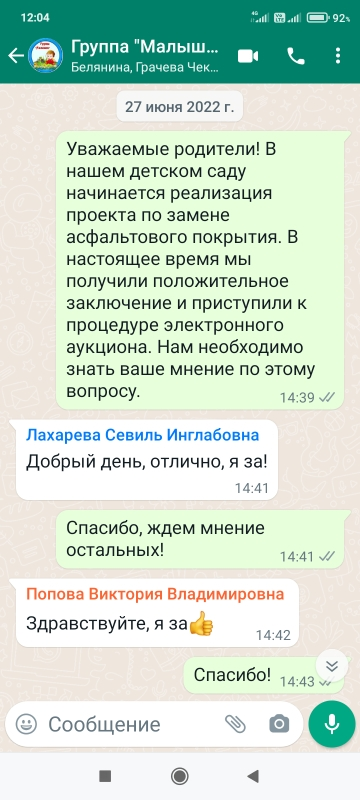 12:04
4G
92%
Группа "Малыш...
Белянина, Грачева Чек...
27 июня 2022 г.
Уважаемые родители! В
нашем детском саду
начинается реализация
проекта по замене
асфальтового покрытия. В
настоящее время мы
получили положительное
заключение и приступили к
процедуре электронного
аукциона. Нам необходимо
знать ваше мнение по этому
вопросу.
14:39
Лахарева Севиль Инглабовна
Добрый день, отлично, я за!
14:41
Спасибо, ждем мнение
остальных!
14:41
Попова Виктория Владимировна
Здравствуйте, я за👍
14:42
Спасибо!
14:43
Сообщение